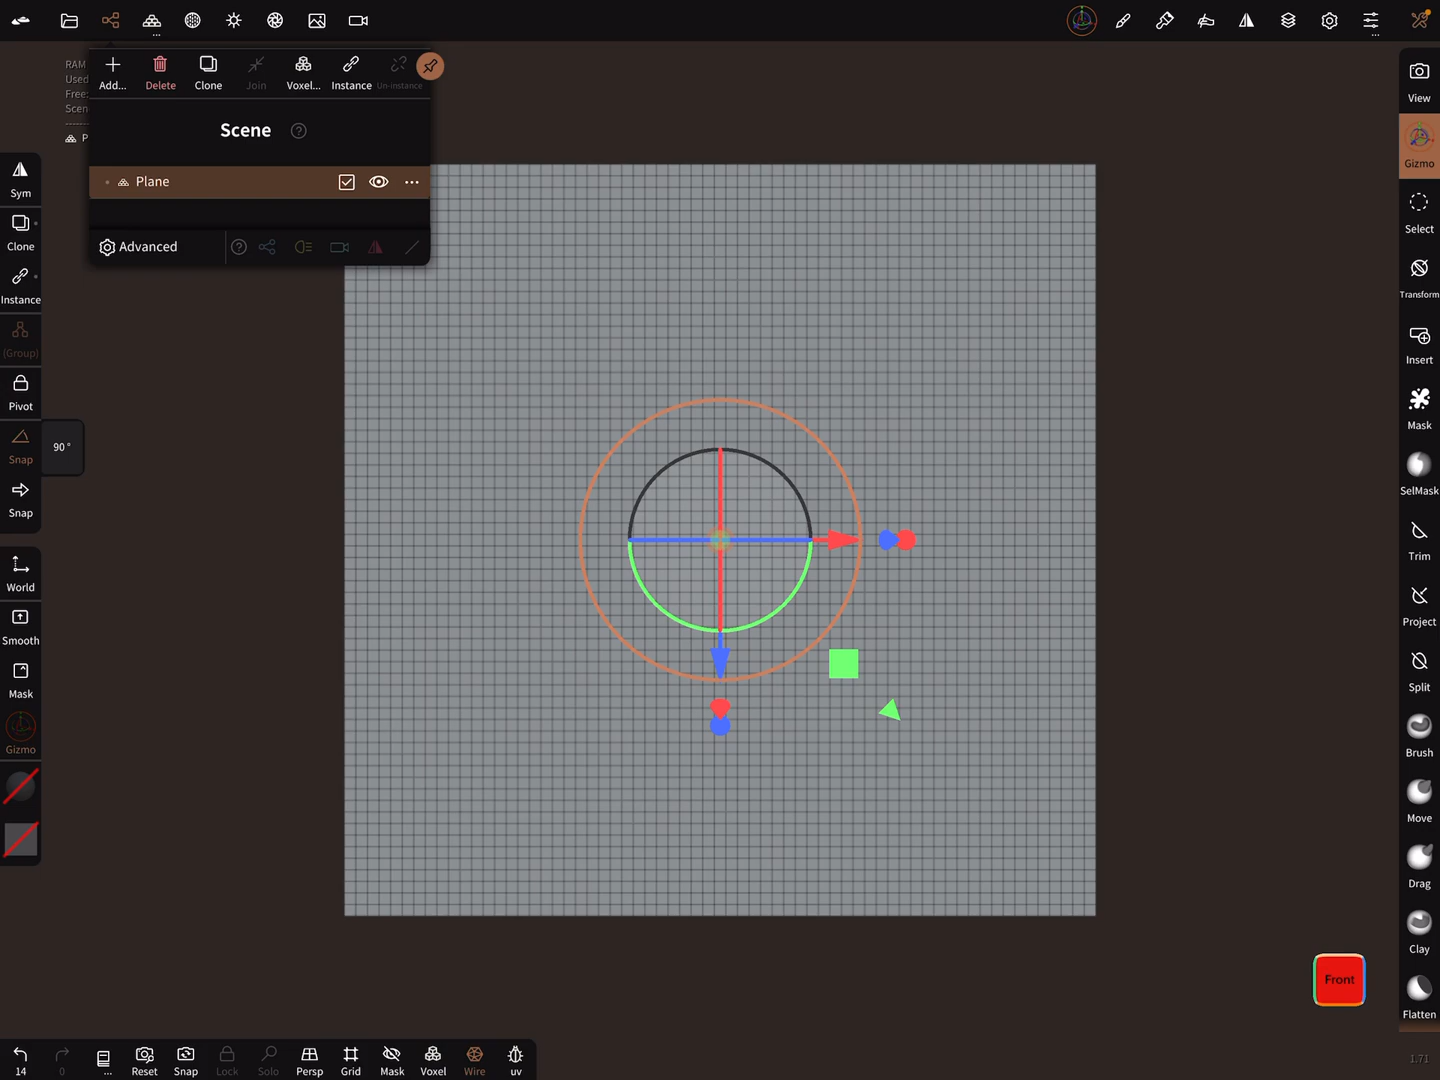 RAM
Used
Free:
Scen
P
Add...
Delete
Clone
Join
Voxel...
Instance
Un-instance
Scene
?
Plane
...
Advanced
?
Sym
Clone
Instance
(Group)
Pivot
Snap
90 °
Snap
World
Smooth
Mask
Gizmo
View
Gizmo
Select
Transform
Insert
Mask
SelMask
Trim
Project
Split
Brush
Move
Drag
Clay
Flatten
Front
14
0
...
Reset
Snap
Lock
Solo
Persp
Grid
Mask
Voxel
Wire
uv
1.71